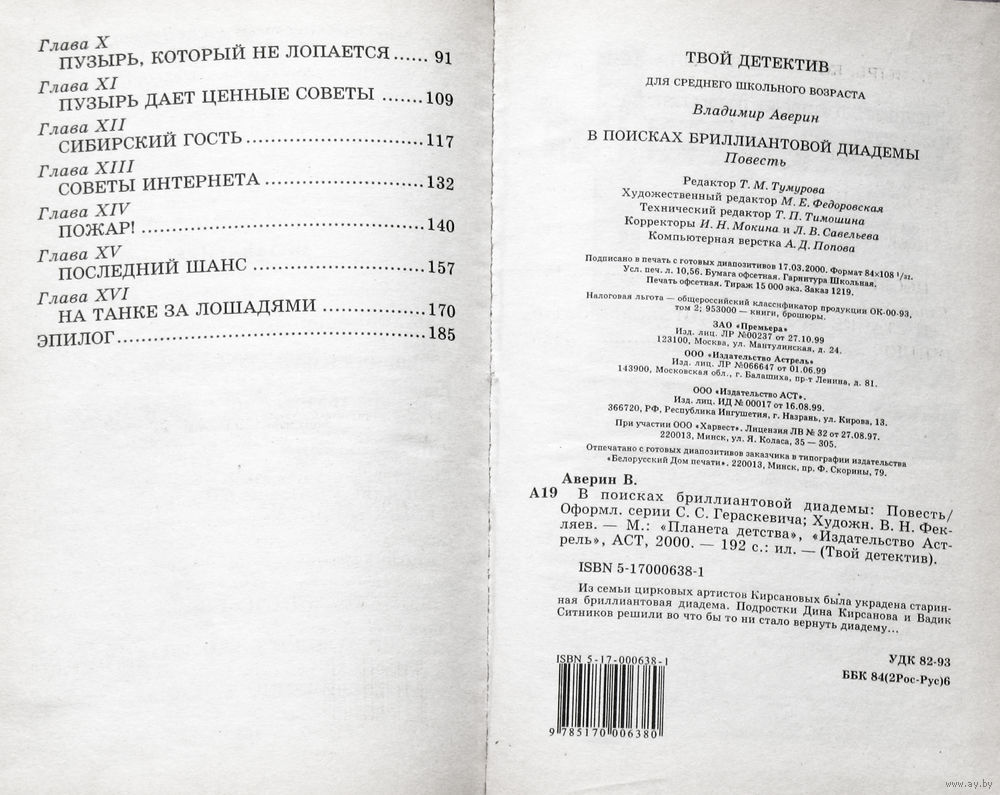 Глава X
ПУЗЫРЬ, КОТОРЫЙ НЕ ЛОПАЕТСЯ ...... 91
Глава XI
ПУЗЫРЬ ДАЕТ ЦЕННЫЕ СОВЕТЫ ....... 109
Глава XII
СИБИРСКИЙ ГОСТЬ ............................ 117
Глава XIII
СОВЕТЫ ИНТЕРНЕТА ......................... 132
Глава XIV
ПОЖАР! ............................................ 140
Глава XV
ПОСЛЕДНИЙ ШАНС ........................... 157
Глава XVI
НА ТАНКЕ ЗА ЛОШАДЯМИ ................ 170
ЭПИЛОГ ................................................ 185
ТВОЙ ДЕТЕКТИВ
ДЛЯ СРЕДНЕГО ШКОЛЬНОГО ВОЗРАСТА
Владимир Аверин
В ПОИСКАХ БРИЛЛИАНТОВОЙ ДИАДЕМЫ
Повесть
Редактор Т. М. Тумурова
Художественный редактор М. Е. Федоровская
Технический редактор Т. П. Тимошина
Корректоры И. Н. Мокина и Л. В. Савельева
Компьютерная верстка А. Д. Попова
Подписано в печать с готовых диапозитивов 17.03.2000. Формат 84×108 1/32.
Усл. печ. л. 10,56. Бумага офсетная. Гарнитура Школьная.
Печать офсетная. Тираж 15 000 экз. Заказ 1219.
Налоговая льгота — общероссийский классификатор продукции ОК-00-93,
том 2; 953000 — книги, брошюры.
ЗАО «Премьера»
Изд. лиц. ЛР №00237 от 27.10.99
123100, Москва, ул. Мантулинская, д. 24.
ООО «Издательство Астрель»
Изд. лиц. ЛР №066647 от 01.06.99
143900, Московская обл., г. Балашиха, пр-т Ленина, д. 81.
ООО «Издательство АСТ».
Изд. лиц. ИД № 00017 от 16.08.99.
366720, РФ, Республика Ингушетия, г. Назрань, ул. Кирова, 13.
При участии ООО «Харвест». Лицензия ЛВ № 32 от 27.08.97.
220013, Минск, ул. Я. Коласа, 35 — 305.
Отпечатано с готовых диапозитивов заказчика в типографии издательства
«Белорусский Дом печати». 220013, Минск, пр. Ф. Скорины, 79.
Аверин В.
А19 В поисках бриллиантовой диадемы: Повесть/
Оформл. серии С. С. Гераскевича; Художн. В. Н. Фек-
ляев. — М.: «Планета детства», «Издательство Аст-
рель», АСТ, 2000. — 192 с.: ил. — (Твой детектив).
ISBN 5-17000638-1
Из семьи цирковых артистов Кирсановых была украдена старин-
ная бриллиантовая диадема. Подростки Дина Кирсанова и Вадик
Ситников решили во что бы то ни стало вернуть диадему...
УДК 82-93
ББК 84(2Рос-Рус)6
ISBN 5-17-000638-1
9 785170 006380
www.ay.by